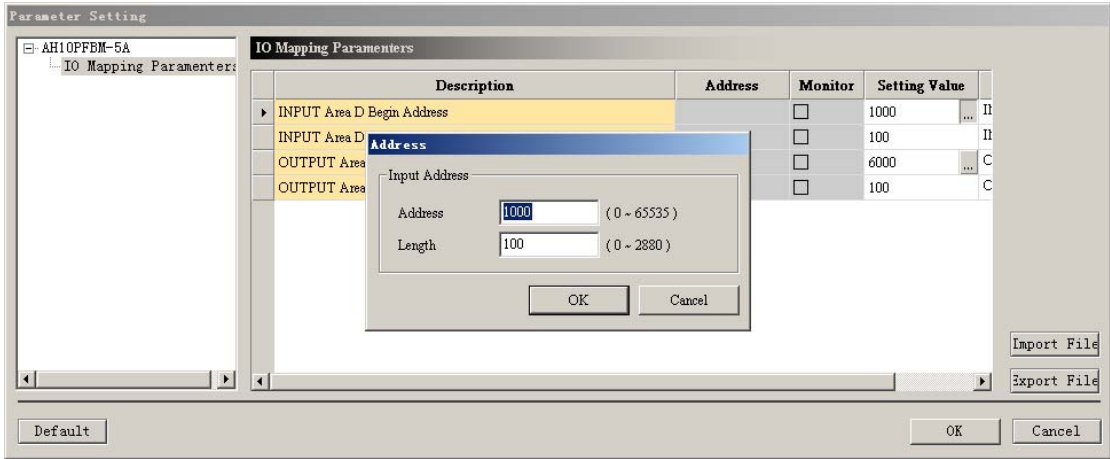 Parameter Setting
AH10PFBM-5A
IO Mapping Paramenters
IO Mapping Paramenters
Description Address Monitor Setting Value
INPUT Area D Begin Address 1000 ...
INPUT Area D 100
OUTPUT Area 6000 ...
OUTPUT Area 100
Address
Input Address
Address 1000 ( 0 ~ 65535 )
Length 100 ( 0 ~ 2880 )
OK Cancel
Import File
Export File
Default OK Cancel